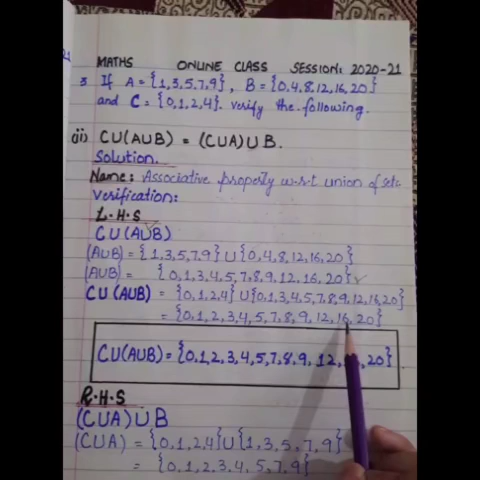 MATHS ONLINE CLASS SESSION: 2020-21
3 If A = {1,3,5,7,9}, B = {0,4,8,12,16,20}
and C = {0,1,2,4}. verify the following.
(ii) CU(AUB) = (CUA)UB.
Solution.
Name: Associative property w.r.t union of sets
Verification:
L.H.S
CU(AUB)
(AUB) = {1,3,5,7,9} U {0,4,8,12,16,20}
(AUB) = {0,1,3,4,5,7,8,9,12,16,20}
CU(AUB) = {0,1,2,4} U {0,1,3,4,5,7,8,9,12,16,20}
= {0,1,2,3,4,5,7,8,9,12,16,20}
CU(AUB) = {0,1,2,3,4,5,7,8,9, 12, ,20}
R.H.S
(CUA)UB
(CUA) = {0,1,2,4} U {1,3,5,7,9}
= {0,1,2,3,4,5,7,9}